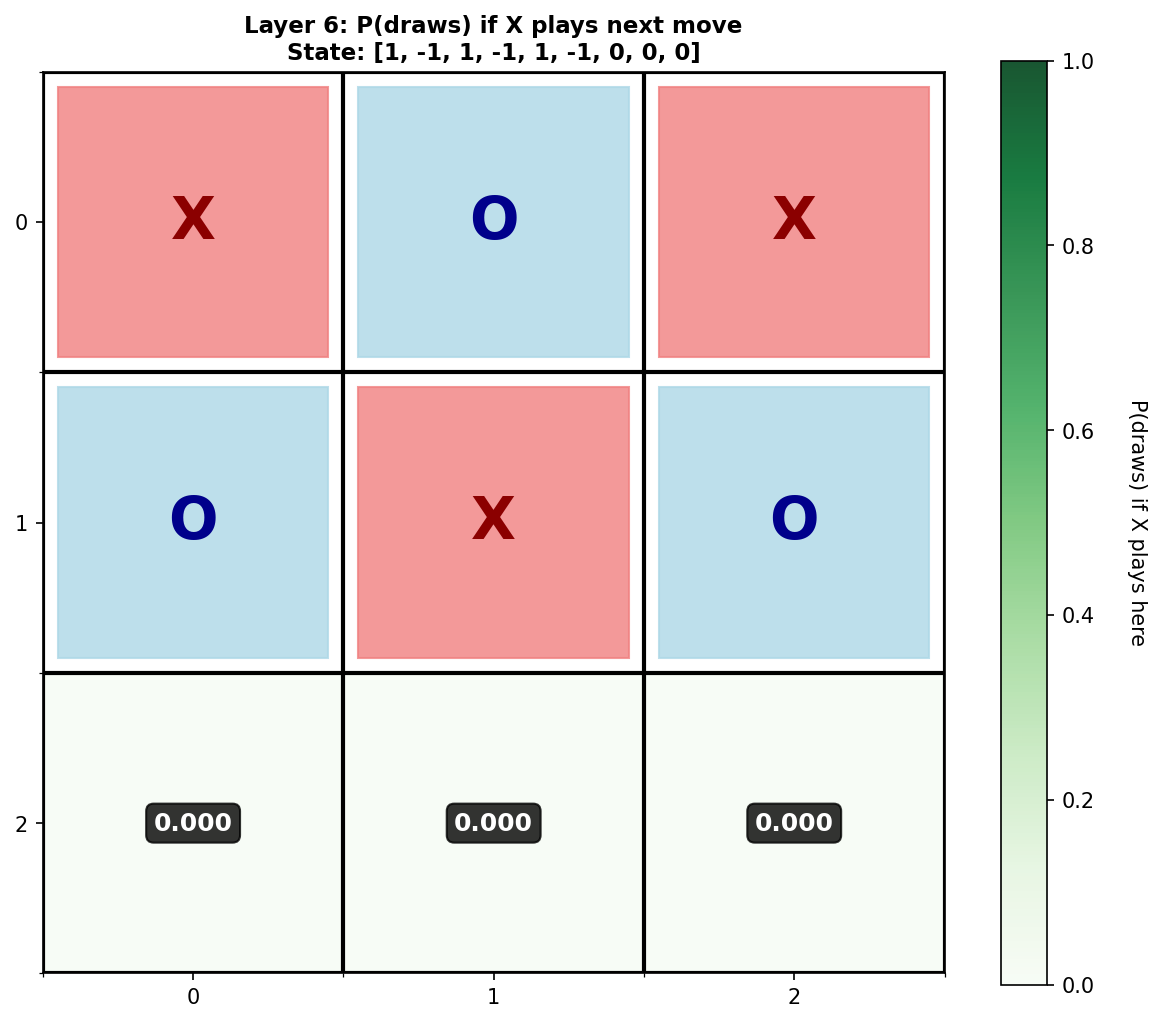 Layer 6: P(draws) if X plays next move
State: [1, -1, 1, -1, 1, -1, 0, 0, 0]
0
X
O
X
1
O
X
O
2
0.000
0.000
0.000
0
1
2
1.0
0.8
0.6
0.4
0.2
0.0
P(draws) if X plays here